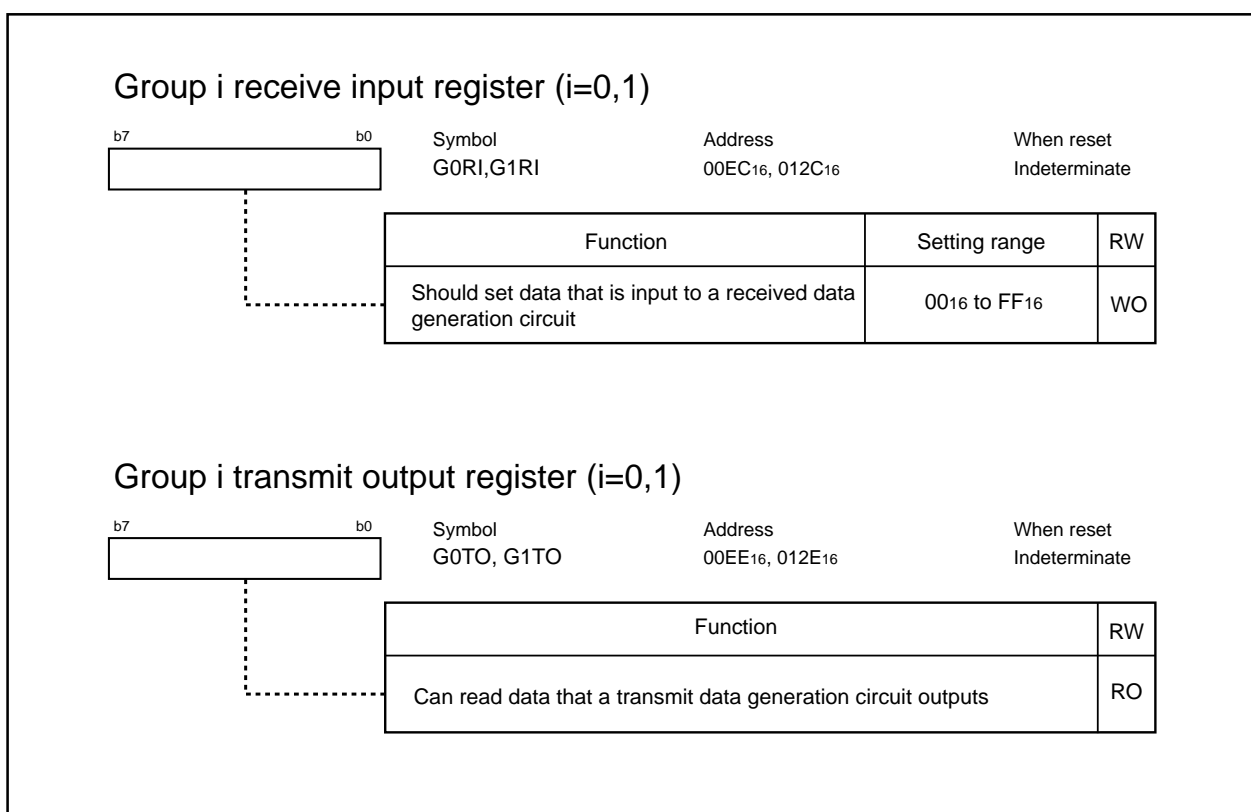 Group i receive input register (i=0,1)
b7 b0 Symbol Address When reset
G0RI,G1RI 00EC16, 012C16 Indeterminate
Function Setting range RW
Should set data that is input to a received data
generation circuit
0016 to FF16 WO
Group i transmit output register (i=0,1)
b7 b0 Symbol Address When reset
G0TO, G1TO 00EE16, 012E16 Indeterminate
Function RW
Can read data that a transmit data generation circuit outputs RO